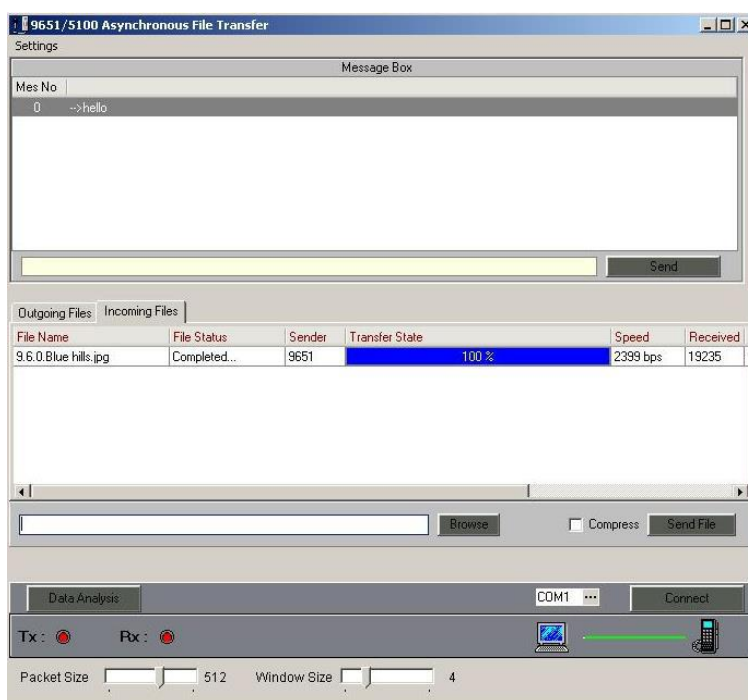 9651/5100 Asynchronous File Transfer
Settings
Message Box
Mes No
0 -->hello
Send
Outgoing Files Incoming Files
File Name File Status Sender Transfer State Speed Received
9.6.0.Blue hills.jpg Completed... 9651 100 % 2399 bps 19235
Browse Compress Send File
Data Analysis COM1 ... Connect
Tx : Rx :
Packet Size 512 Window Size 4